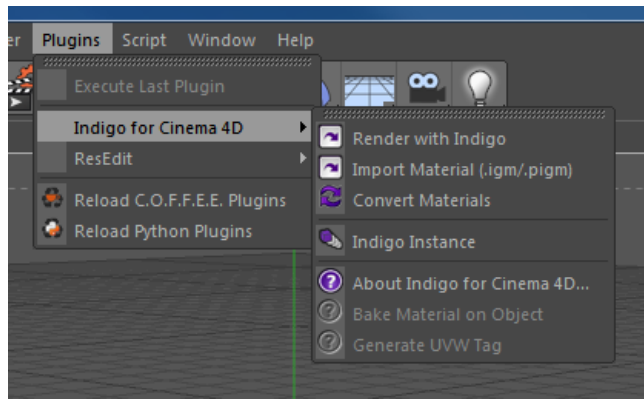 er Plugins Script Window Help
Execute Last Plugin
Indigo for Cinema 4D
ResEdit
Reload C.O.F.F.E.E. Plugins
Reload Python Plugins
Render with Indigo
Import Material (.igm/.pigm)
Convert Materials
Indigo Instance
About Indigo for Cinema 4D...
Bake Material on Object
Generate UVW Tag